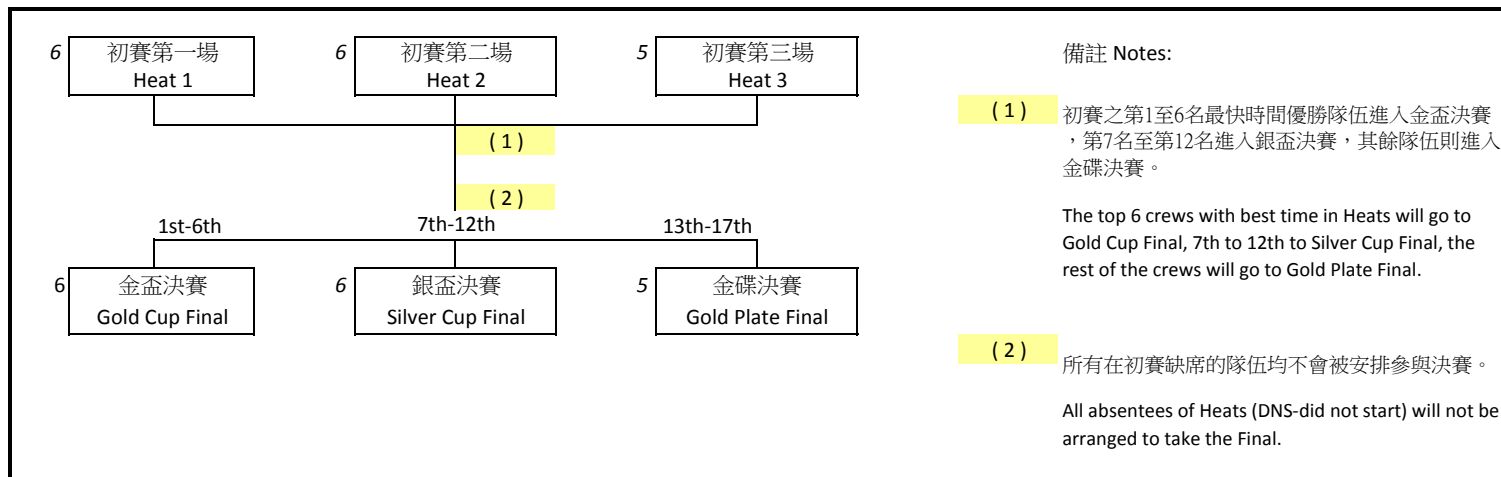 6 初賽第一場
Heat 1
6 初賽第二場
Heat 2
5 初賽第三場
Heat 3
( 1 )
( 2 )
1st-6th 7th-12th 13th-17th
6 金盃決賽
Gold Cup Final
6 銀盃決賽
Silver Cup Final
5 金碟決賽
Gold Plate Final
備註 Notes:
( 1 ) 初賽之第1至6名最快時間優勝隊伍進入金盃決賽
，第7名至第12名進入銀盃決賽，其餘隊伍則進入
金碟決賽。
The top 6 crews with best time in Heats will go to
Gold Cup Final, 7th to 12th to Silver Cup Final, the
rest of the crews will go to Gold Plate Final.
( 2 ) 所有在初賽缺席的隊伍均不會被安排參與決賽。
All absentees of Heats (DNS-did not start) will not be
arranged to take the Final.